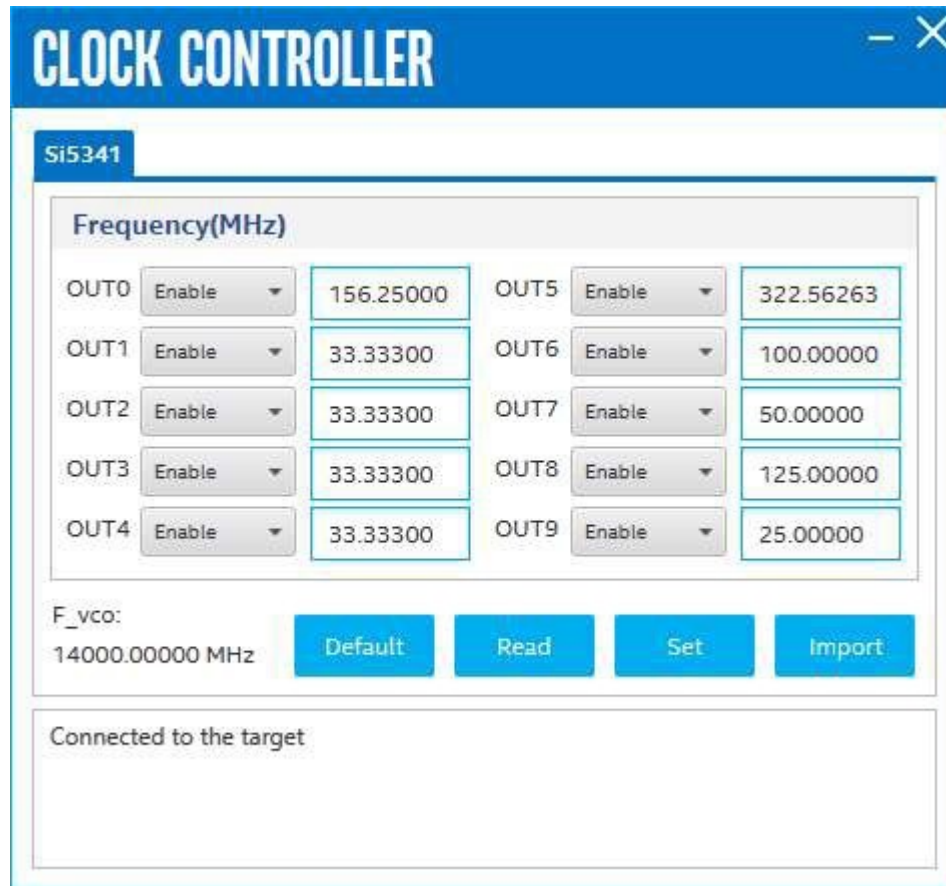 CLOCK CONTROLLER
Si5341
Frequency(MHz)
OUT0 Enable 156.25000 OUT5 Enable 322.56263
OUT1 Enable 33.33300 OUT6 Enable 100.00000
OUT2 Enable 33.33300 OUT7 Enable 50.00000
OUT3 Enable 33.33300 OUT8 Enable 125.00000
OUT4 Enable 33.33300 OUT9 Enable 25.00000
F_vco:
14000.00000 MHz Default Read Set Import
Connected to the target